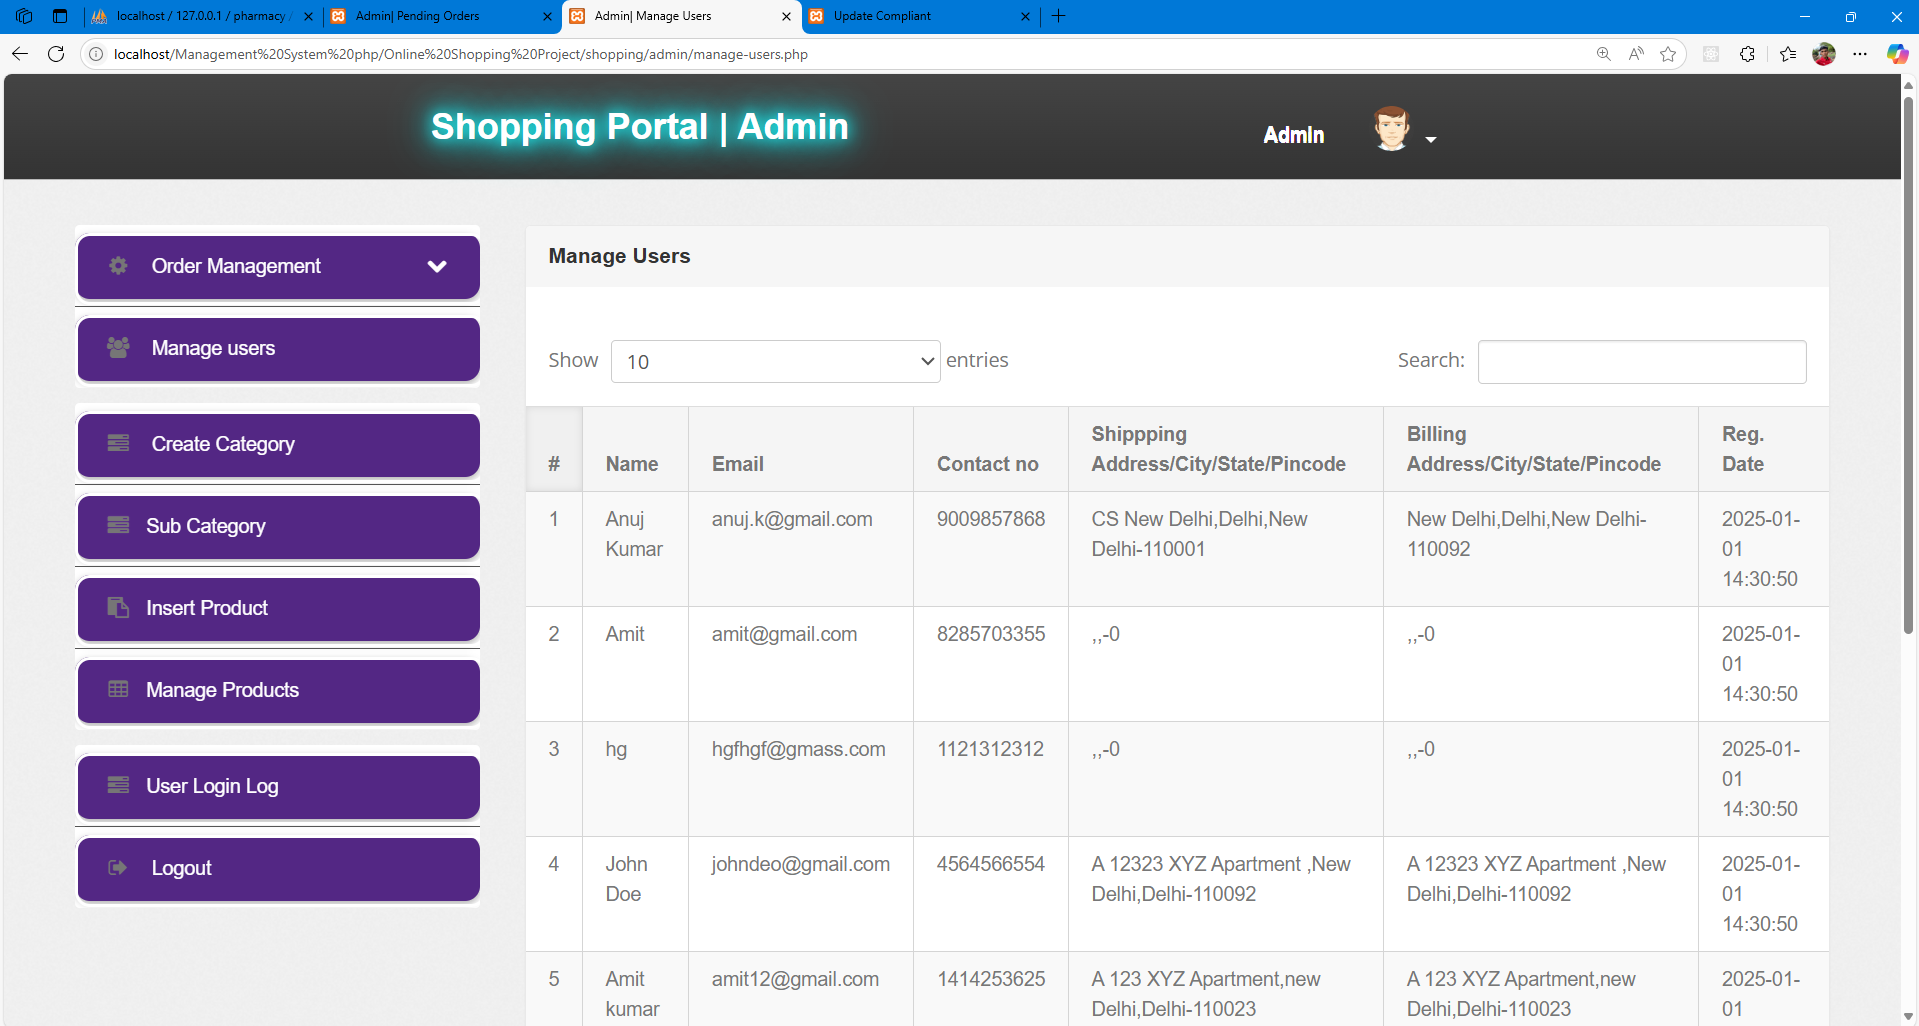 localhost / 127.0.0.1 / pharmacy
Admin| Pending Orders
Admin| Manage Users
Update Compliant
localhost/Management%20System%20php/Online%20Shopping%20Project/shopping/admin/manage-users.php
Shopping Portal | Admin
Admin
Order Management
Manage users
Create Category
Sub Category
Insert Product
Manage Products
User Login Log
Logout
Manage Users
Show 10 entries
Search:
# Name Email Contact no Shippping Address/City/State/Pincode Billing Address/City/State/Pincode Reg. Date
1 Anuj Kumar anuj.k@gmail.com 9009857868 CS New Delhi,Delhi,New Delhi-110001 New Delhi,Delhi,New Delhi-110092 2025-01-01 14:30:50
2 Amit amit@gmail.com 8285703355 ,,-0 ,,-0 2025-01-01 14:30:50
3 hg hgfhgf@gmass.com 1121312312 ,,-0 ,,-0 2025-01-01 14:30:50
4 John Doe johndeo@gmail.com 4564566554 A 12323 XYZ Apartment ,New Delhi,Delhi-110092 A 12323 XYZ Apartment ,New Delhi,Delhi-110092 2025-01-01 14:30:50
5 Amit kumar amit12@gmail.com 1414253625 A 123 XYZ Apartment,new Delhi,Delhi-110023 A 123 XYZ Apartment,new Delhi,Delhi-110023 2025-01-01